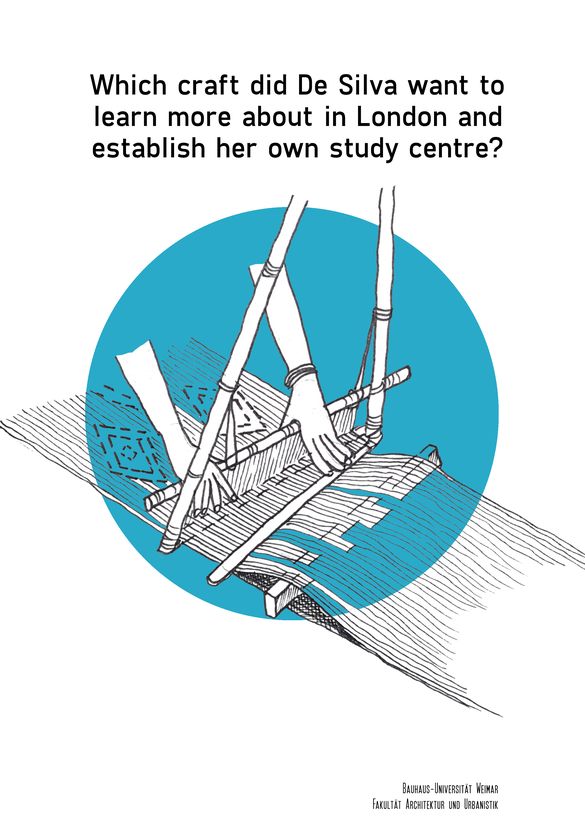 Which craft did De Silva want to
learn more about in London and
establish her own study centre?
Bauhaus-Universität Weimar
Fakultät Architektur und Urbanistik